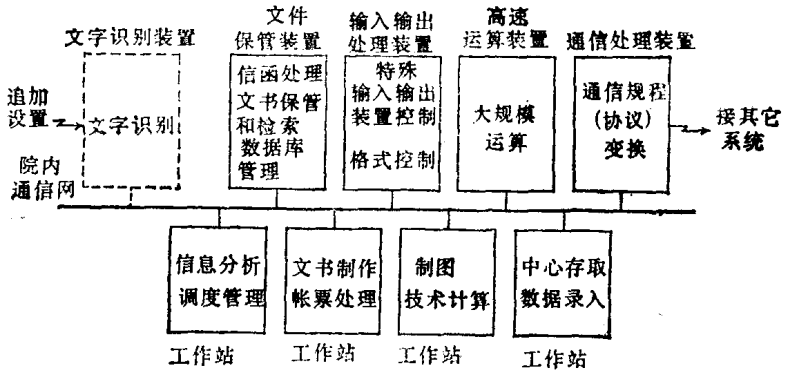 文字识别装置
追加
设置
文字识别
院内
通信网
文件
保管装置
信函处理
文书保管
和检索
数据库
管理
输入输出
处理装置
特殊
输入输出
装置控制
格式控制
高速
运算装置
大规模
运算
通信处理装置
通信规程
(协议)
变换
接其它
系统
信息分析
调度管理
工作站
文书制作
帐票处理
工作站
制图
技术计算
工作站
中心存取
数据录入
工作站